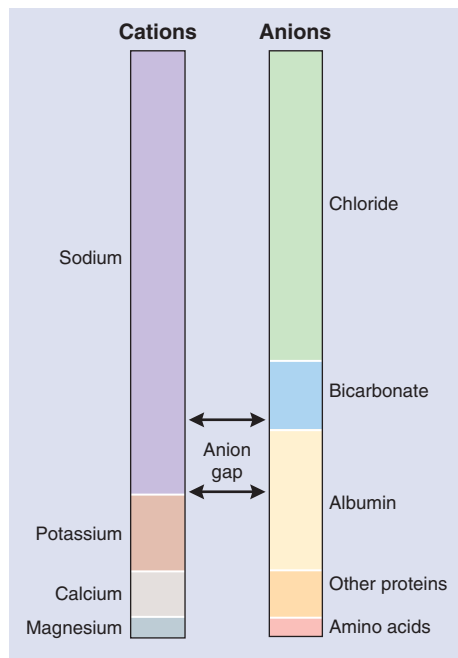 Cations
Anions
Chloride
Sodium
Bicarbonate
Anion
gap
Albumin
Potassium
Other proteins
Calcium
Magnesium
Amino acids